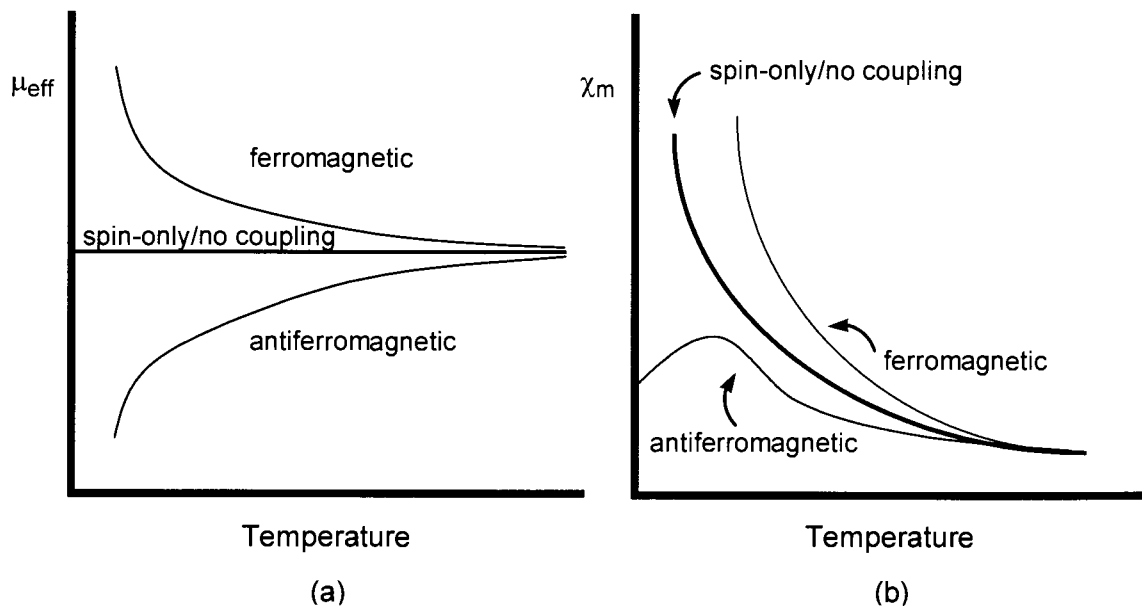 μeff
ferromagnetic
spin-only/no coupling
antiferromagnetic
Temperature
(a)
χm
spin-only/no coupling
ferromagnetic
antiferromagnetic
Temperature
(b)